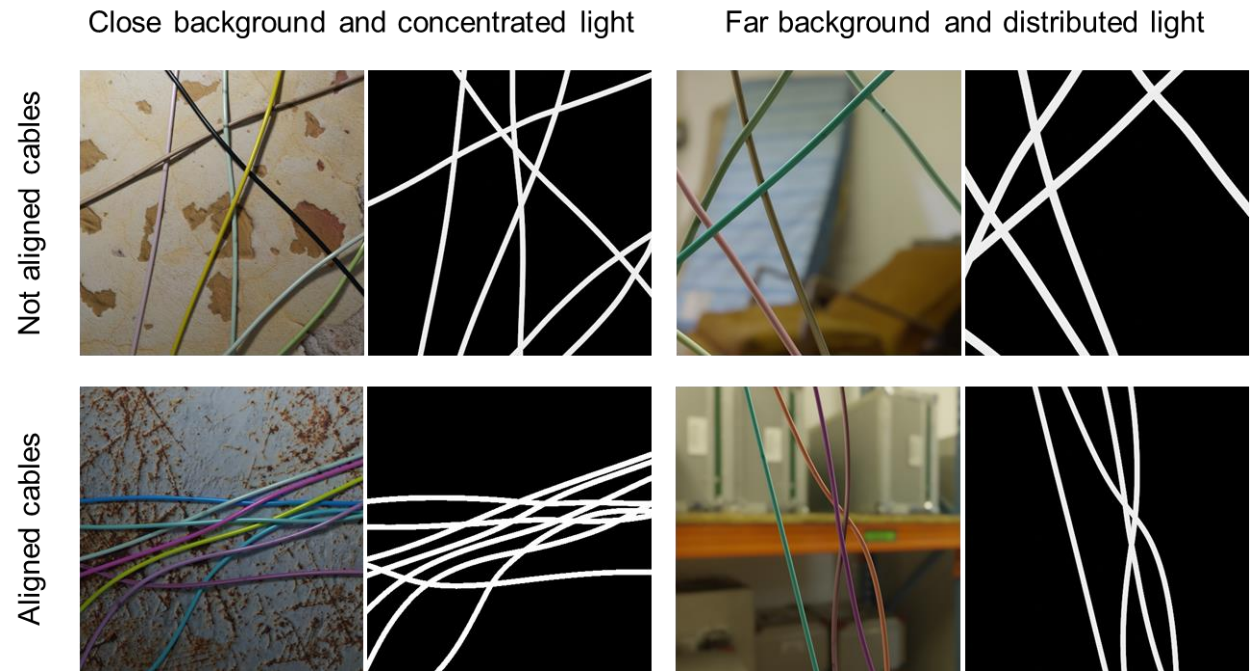 Close background and concentrated light
Far background and distributed light
Not aligned cables
Aligned cables